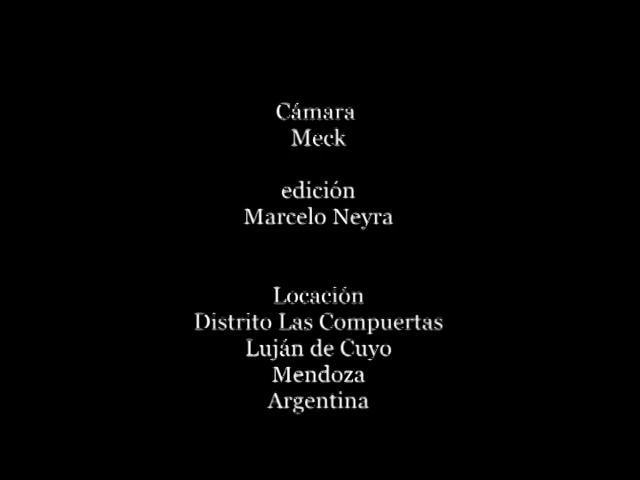 Cámara
Meck
edición
Marcelo Neyra
Locación
Distrito Las Compuertas
Luján de Cuyo
Mendoza
Argentina